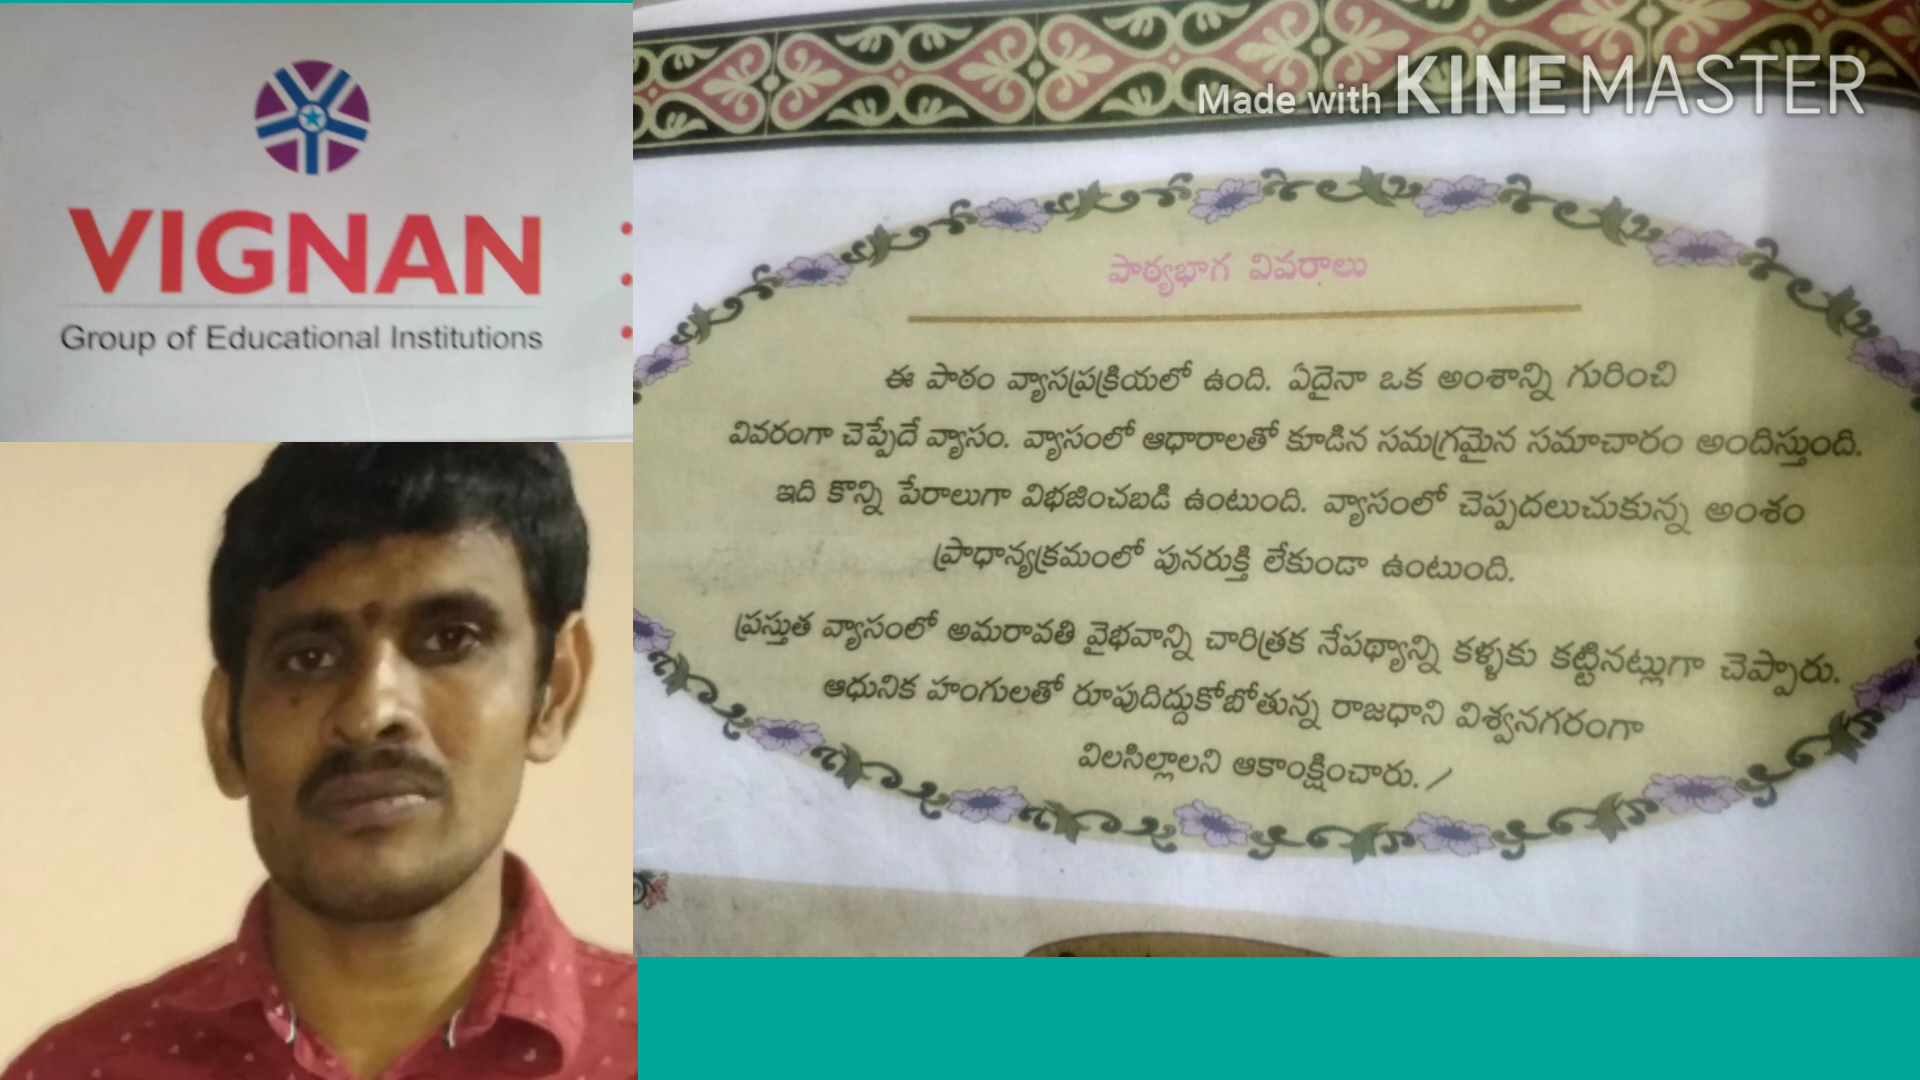 VIGNAN
Group of Educational Institutions
Made with KINEMASTER
పాఠ్యభాగ వివరాలు
ఈ పాఠం వ్యాసప్రక్రియలో ఉంది. ఏదైనా ఒక అంశాన్ని గురించి
వివరంగా చెప్పేదే వ్యాసం. వ్యాసంలో ఆధారాలతో కూడిన సమగ్రమైన సమాచారం అందిస్తుంది.
ఇది కొన్ని పేరాలుగా విభజించబడి ఉంటుంది. వ్యాసంలో చెప్పదలుచుకున్న అంశం
ప్రాధాన్యక్రమంలో పునరుక్తి లేకుండా ఉంటుంది.
ప్రస్తుత వ్యాసంలో అమరావతి వైభవాన్ని చారిత్రక నేపథ్యాన్ని కళ్ళకు కట్టినట్లుగా చెప్పారు.
ఆధునిక హంగులతో రూపుదిద్దుకోబోతున్న రాజధాని విశ్వనగరంగా
విలసిల్లాలని ఆకాంక్షించారు.